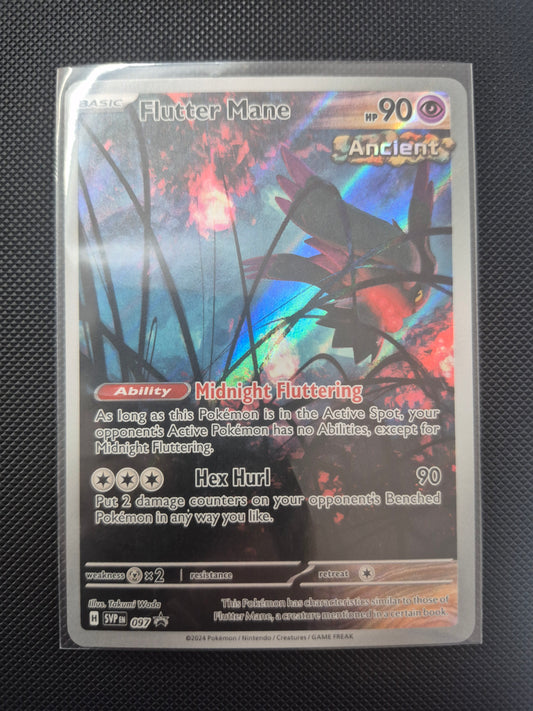 BASIC Flutter Mane HP 90
Ancient
Ability Midnight Fluttering
As long as this Pokémon is in the Active Spot, your
opponent's Active Pokémon has no Abilities, except for
Midnight Fluttering.
Hex Hurl 90
Put 2 damage counters on your opponent's Benched
Pokémon in any way you like.
weakness ×2 resistance retreat
Illus. Takumi Wada
H SVP EN 097
This Pokémon has characteristics similar to those of
Flutter Mane, a creature mentioned in a certain book.
©2024 Pokémon / Nintendo / Creatures / GAME FREAK